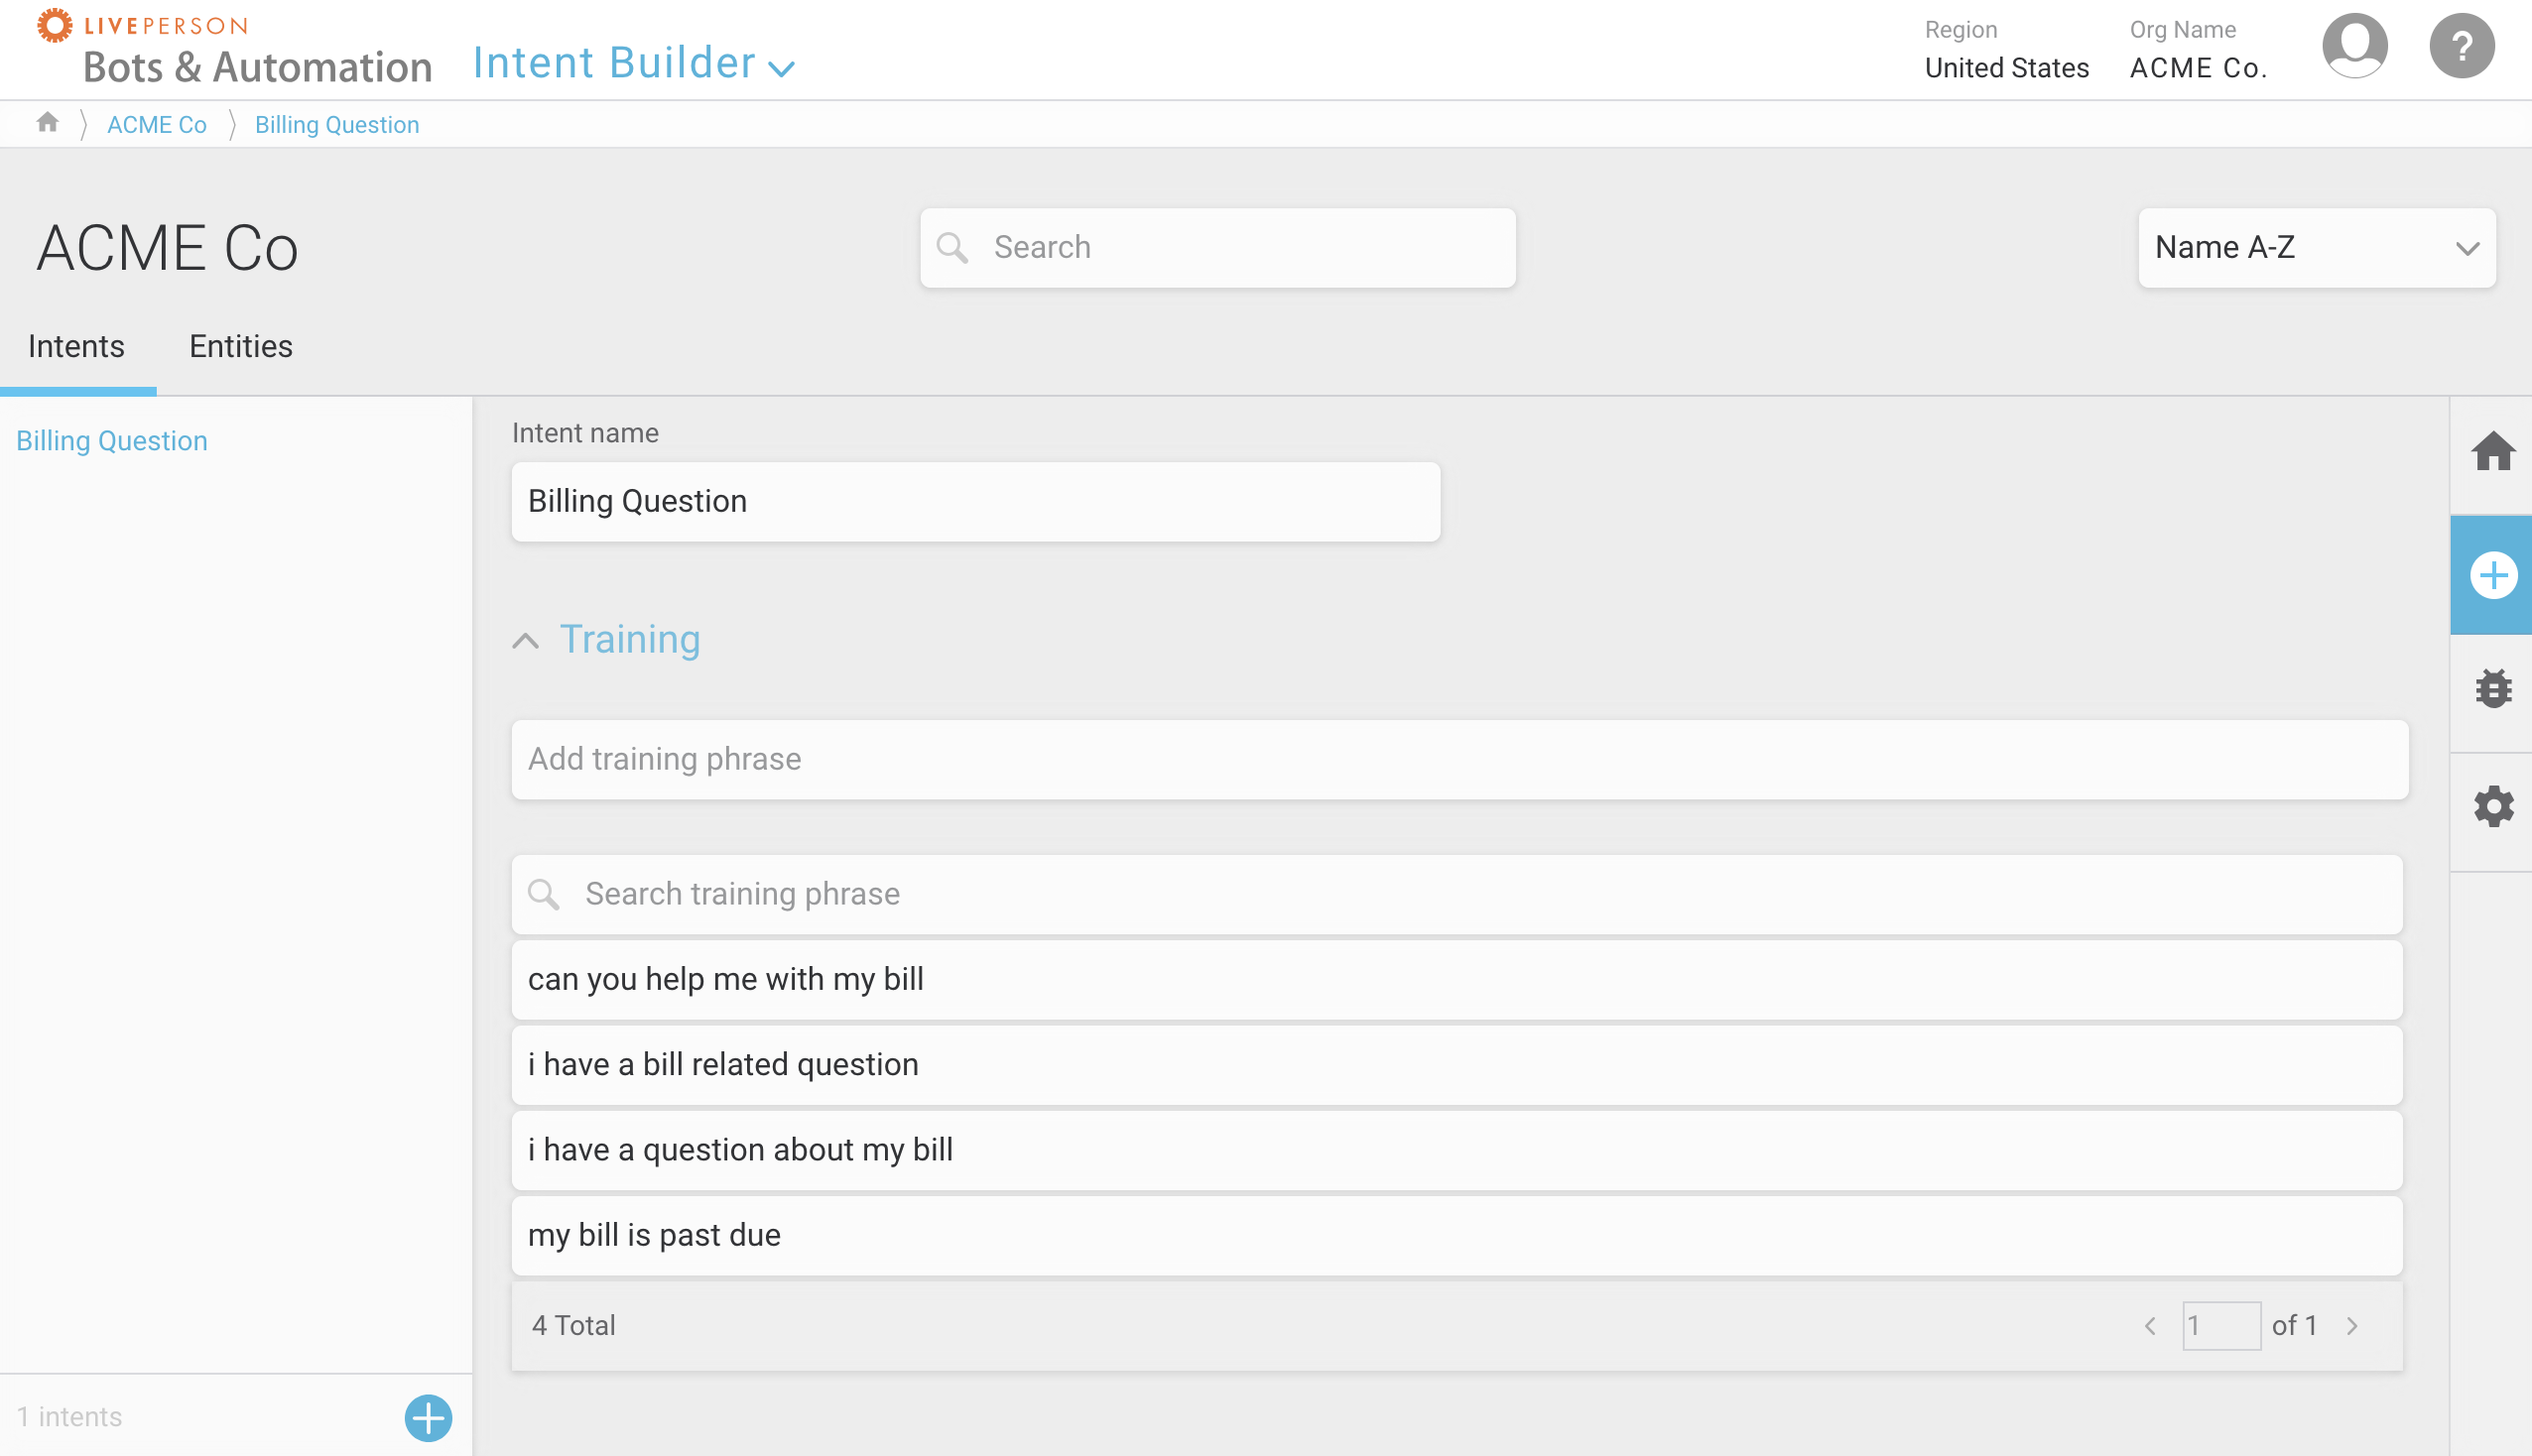 LIVEPERSON
Bots & Automation
Intent Builder
Region
United States
Org Name
ACME Co.
?
ACME Co
Billing Question
ACME Co
Search
Name A-Z
Intents
Entities
Billing Question
Intent name
Billing Question
Training
Add training phrase
Search training phrase
can you help me with my bill
i have a bill related question
i have a question about my bill
my bill is past due
4 Total
1 of 1
1 intents